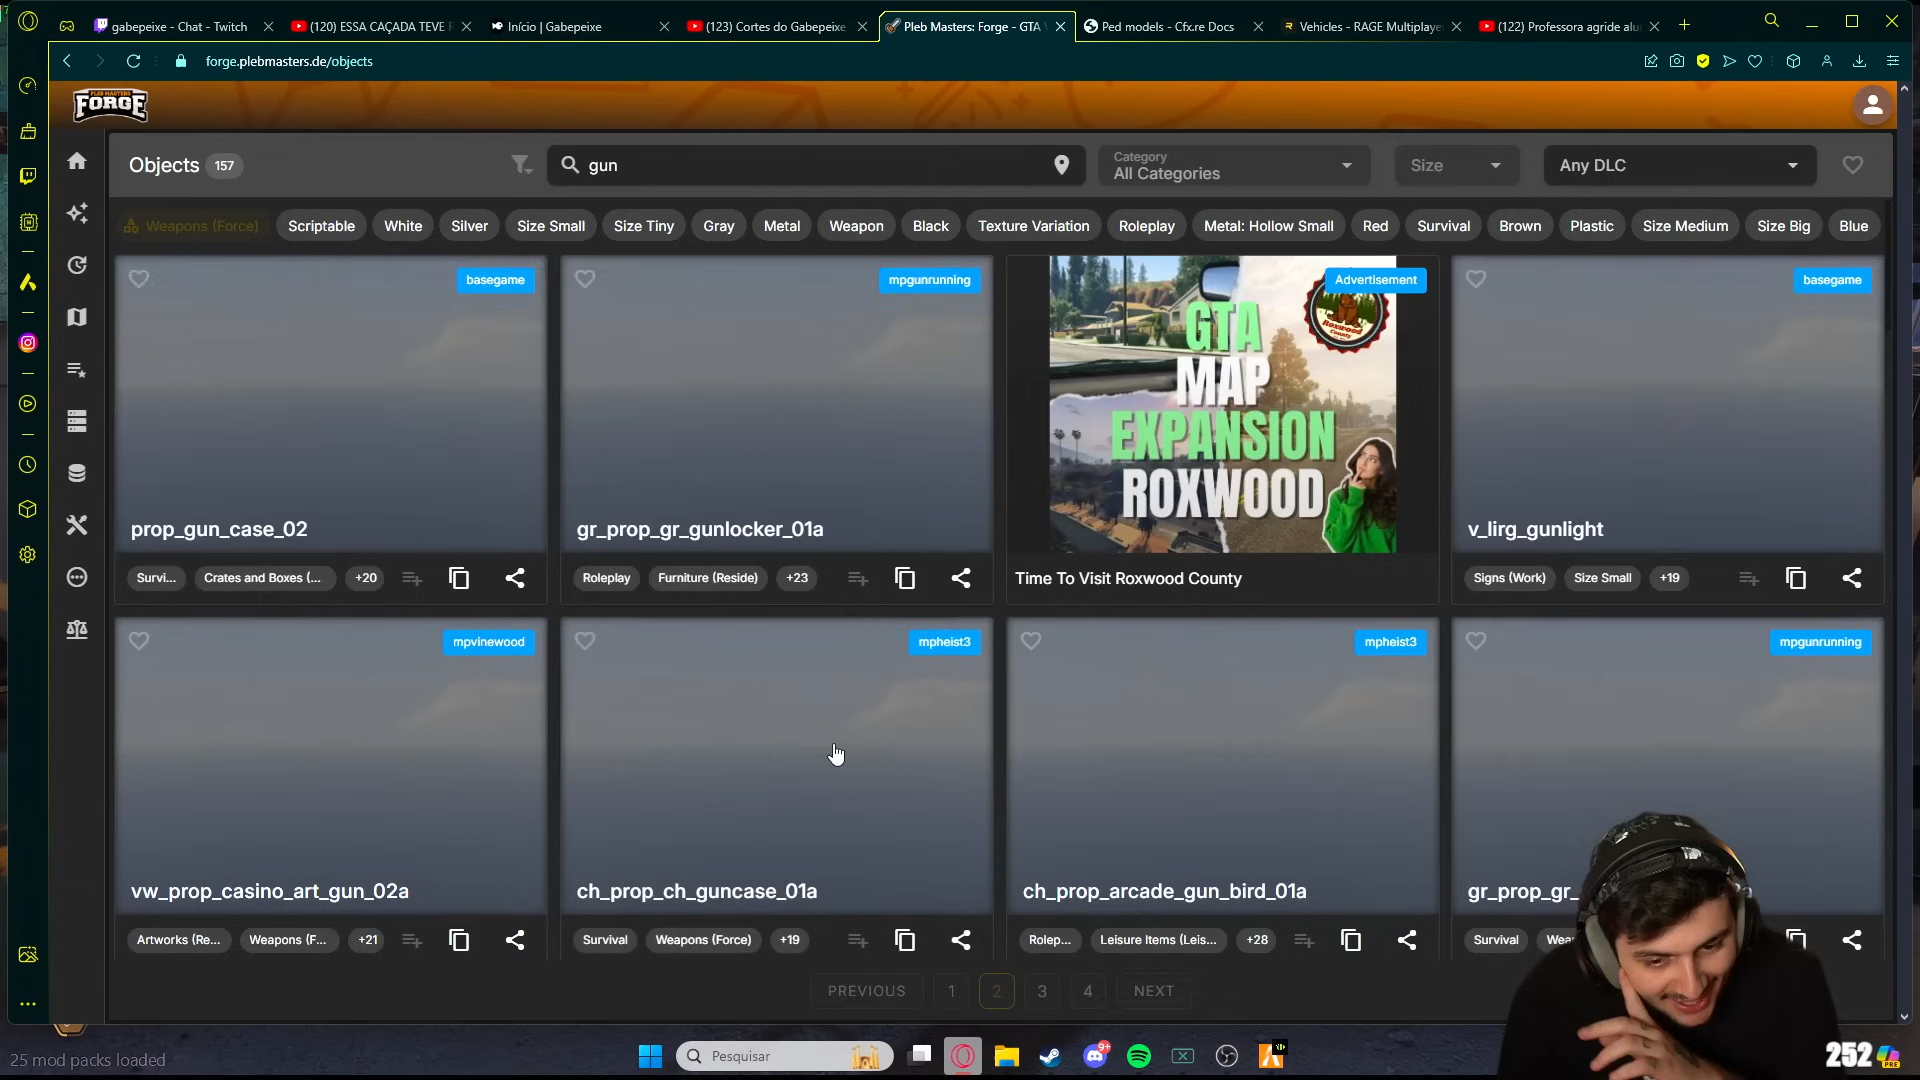 gabepeixe - Chat - Twitch
(120) ESSA CAÇADA TEVE
Início | Gabepeixe
(123) Cortes do Gabepeixe
Pleb Masters: Forge - GTA
Ped models - Cfx.re Docs
Vehicles - RAGE Multiplaye
(122) Professora agride alu
forge.plebmasters.de/objects
PLEB MASTERS
FORGE
Objects 157
gun
Category
All Categories
Size
Any DLC
Weapons (Force)
Scriptable
White
Silver
Size Small
Size Tiny
Gray
Metal
Weapon
Black
Texture Variation
Roleplay
Metal: Hollow Small
Red
Survival
Brown
Plastic
Size Medium
Size Big
Blue
basegame
prop_gun_case_02
Survi...
Crates and Boxes (...
+20
mpgunrunning
gr_prop_gr_gunlocker_01a
Roleplay
Furniture (Reside)
+23
Advertisement
GTA
MAP
EXPANSION
ROXWOOD
Time To Visit Roxwood County
basegame
v_lirg_gunlight
Signs (Work)
Size Small
+19
mpvinewood
vw_prop_casino_art_gun_02a
Artworks (Re...
Weapons (F...
+21
mpheist3
ch_prop_ch_guncase_01a
Survival
Weapons (Force)
+19
mpheist3
ch_prop_arcade_gun_bird_01a
Rolep...
Leisure Items (Leis...
+28
mpgunrunning
gr_prop_gr_
Survival
Wea
PREVIOUS
1
2
3
4
NEXT
25 mod packs loaded
Pesquisar
9+
252
PRE